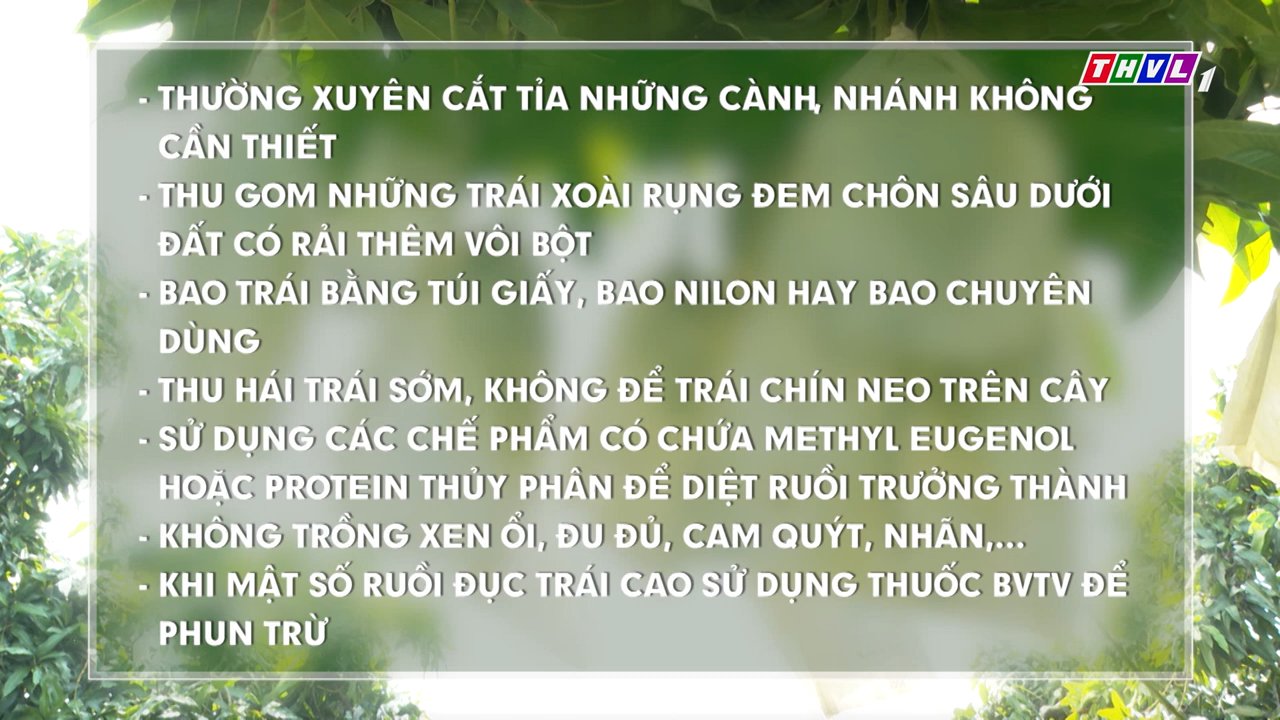 THVL 1
- THƯỜNG XUYÊN CẮT TỈA NHỮNG CÀNH, NHÁNH KHÔNG
CẦN THIẾT
- THU GOM NHỮNG TRÁI XOÀI RỤNG ĐEM CHÔN SÂU DƯỚI
ĐẤT CÓ RẢI THÊM VÔI BỘT
- BAO TRÁI BẰNG TÚI GIẤY, BAO NILON HAY BAO CHUYÊN
DÙNG
- THU HÁI TRÁI SỚM, KHÔNG ĐỂ TRÁI CHÍN NEO TRÊN CÂY
- SỬ DỤNG CÁC CHẾ PHẨM CÓ CHỨA METHYL EUGENOL
HOẶC PROTEIN THỦY PHÂN ĐỂ DIỆT RUỒI TRƯỞNG THÀNH
- KHÔNG TRỒNG XEN ỔI, ĐU ĐỦ, CAM QUÝT, NHÃN,...
- KHI MẬT SỐ RUỒI ĐỤC TRÁI CAO SỬ DỤNG THUỐC BVTV ĐỂ
PHUN TRỪ